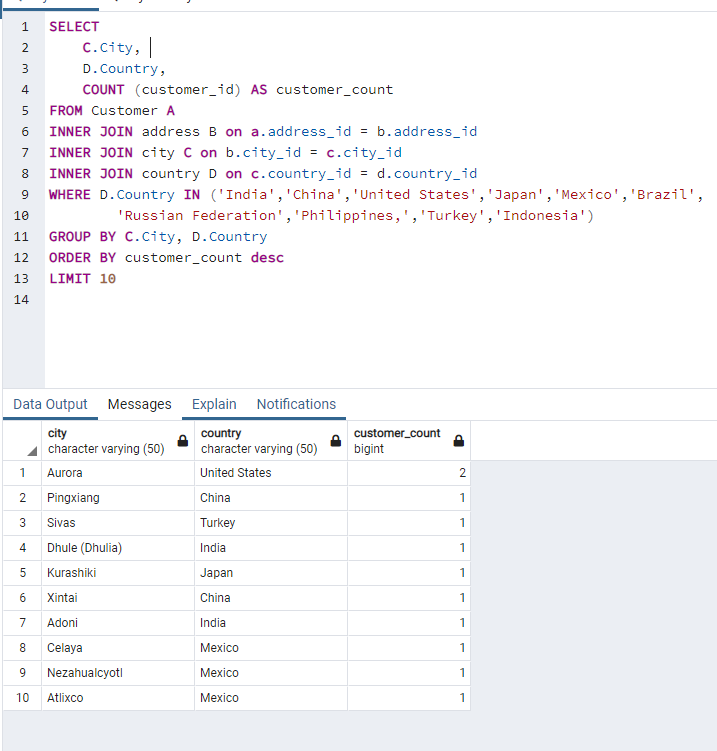 1 SELECT
2 C.City,
3 D.Country,
4 COUNT (customer_id) AS customer_count
5 FROM Customer A
6 INNER JOIN address B on a.address_id = b.address_id
7 INNER JOIN city C on b.city_id = c.city_id
8 INNER JOIN country D on c.country_id = d.country_id
9 WHERE D.Country IN ('India','China','United States','Japan','Mexico','Brazil',
10 'Russian Federation','Philippines,','Turkey','Indonesia')
11 GROUP BY C.City, D.Country
12 ORDER BY customer_count desc
13 LIMIT 10
14
Data Output Messages Explain Notifications
city country customer_count
character varying (50) character varying (50) bigint
1 Aurora United States 2
2 Pingxiang China 1
3 Sivas Turkey 1
4 Dhule (Dhulia) India 1
5 Kurashiki Japan 1
6 Xintai China 1
7 Adoni India 1
8 Celaya Mexico 1
9 Nezahualcyotl Mexico 1
10 Atlixco Mexico 1